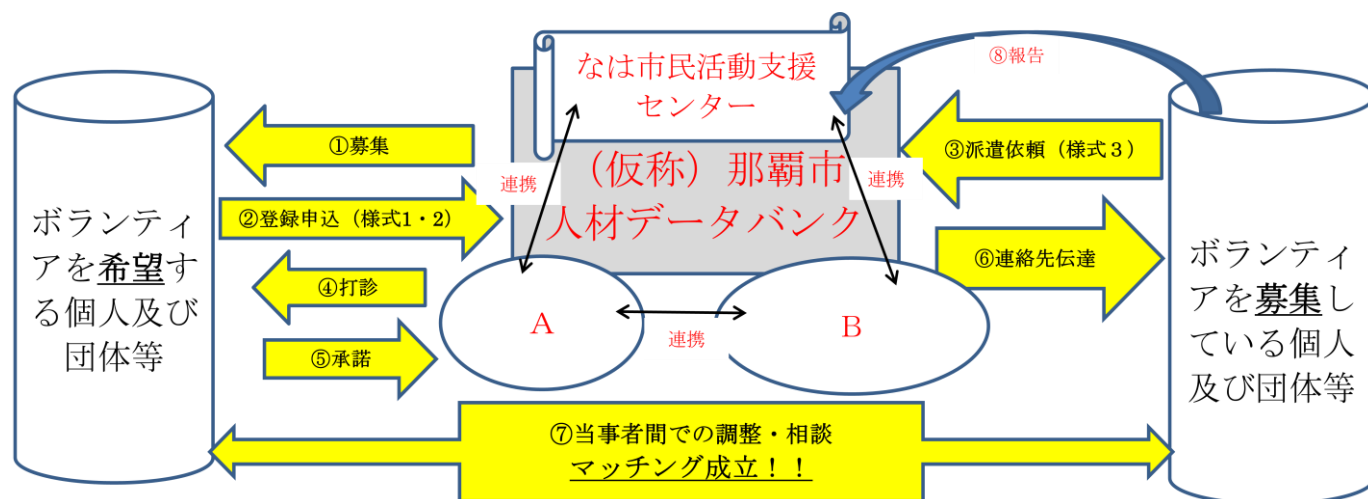 なは市民活動支援
センター
⑧報告
①募集
③派遣依頼（様式３）
（仮称）那覇市
人材データバンク
連携
連携
②登録申込（様式1・2）
⑥連絡先伝達
④打診
⑤承諾
A
B
連携
ボランティ
アを希望す
る個人及び
団体等
ボランティ
アを募集し
ている個人
及び団体等
⑦当事者間での調整・相談
マッチング成立！！